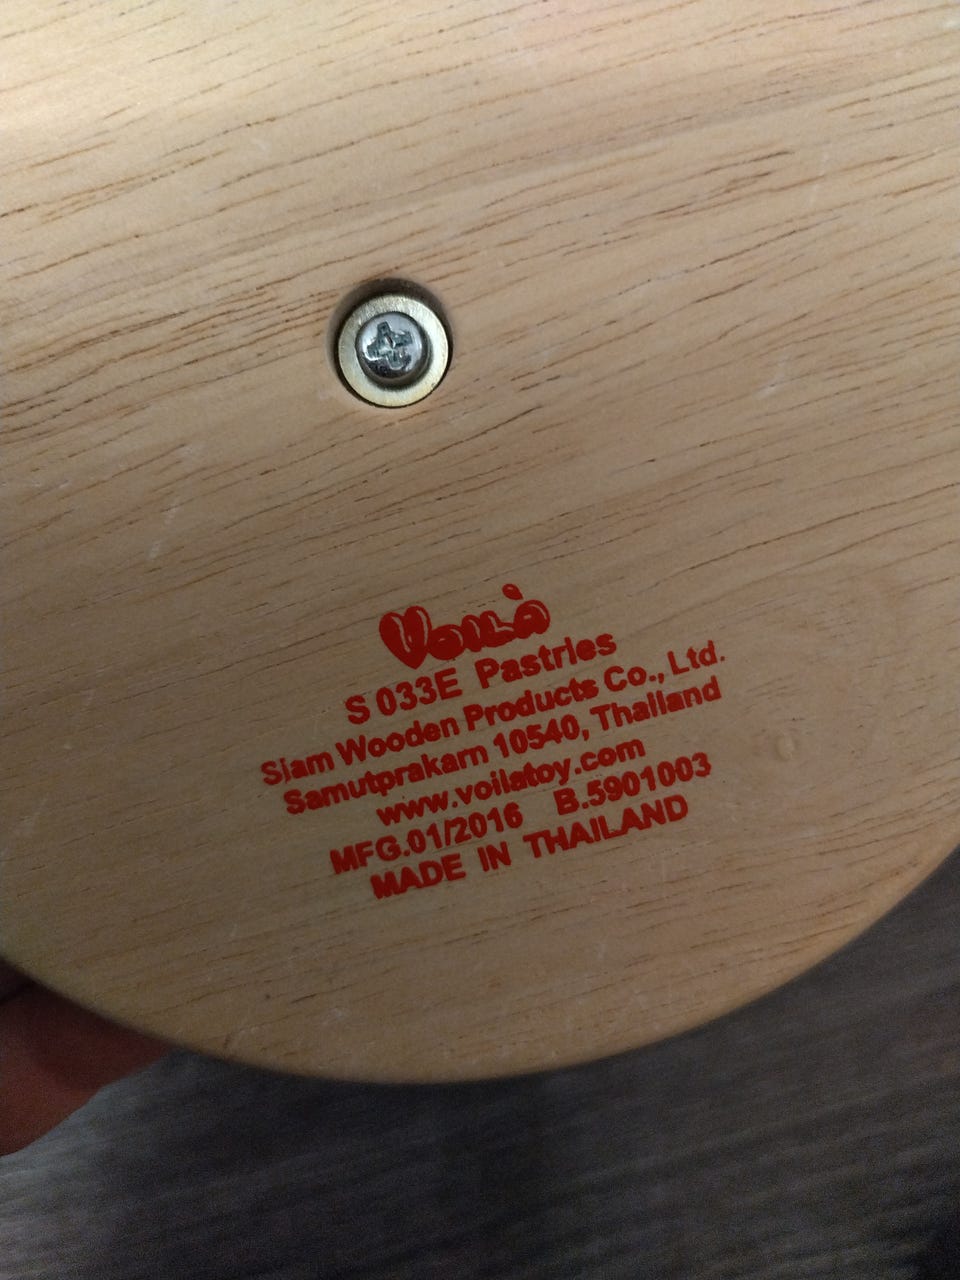 Voilà
S 033E Pastries
Siam Wooden Products Co., Ltd.
Samutprakarn 10540, Thailand
www.voilatoy.com
MFG.01/2016 B.5901003
MADE IN THAILAND